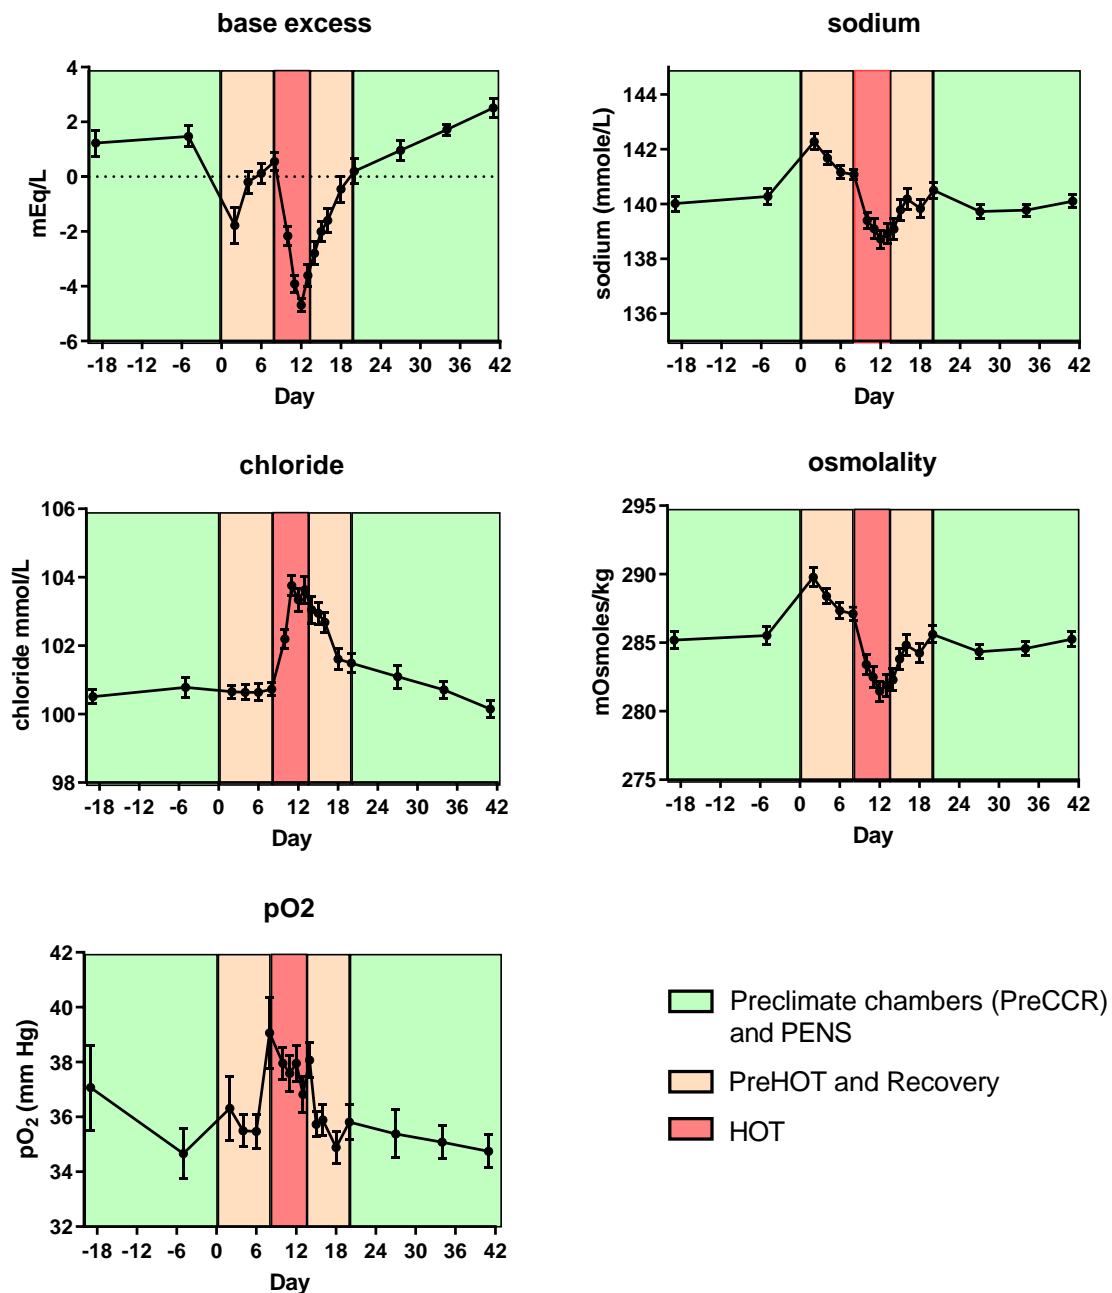 base excess
4
2
0
-2
-4
-6
mEq/L
-18 -12 -6 0 6 12 18 24 30 36 42
Day
sodium
144
142
140
138
136
sodium (mmole/L)
-18 -12 -6 0 6 12 18 24 30 36 42
Day
chloride
106
104
102
100
98
chloride mmol/L
-18 -12 -6 0 6 12 18 24 30 36 42
Day
osmolality
295
290
285
280
275
mOsmoles/kg
-18 -12 -6 0 6 12 18 24 30 36 42
Day
pO2
42
40
38
36
34
32
pO₂ (mm Hg)
-18 -12 -6 0 6 12 18 24 30 36 42
Day
Preclimate chambers (PreCCR)
and PENS
PreHOT and Recovery
HOT